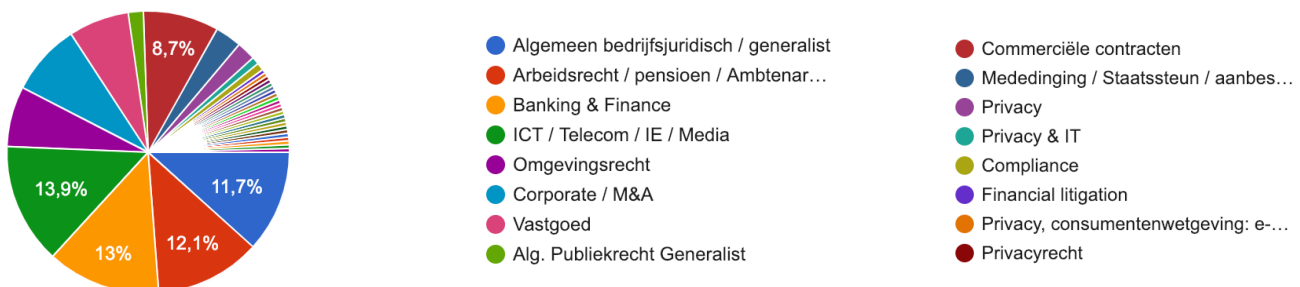 8,7%
13,9%
11,7%
13%
12,1%
Algemeen bedrijfsjuridisch / generalist
Arbeidsrecht / pensioen / Ambtenar…
Banking & Finance
ICT / Telecom / IE / Media
Omgevingsrecht
Corporate / M&A
Vastgoed
Alg. Publiekrecht Generalist
Commerciële contracten
Mededinging / Staatssteun / aanbes…
Privacy
Privacy & IT
Compliance
Financial litigation
Privacy, consumentenwetgeving: e-…
Privacyrecht